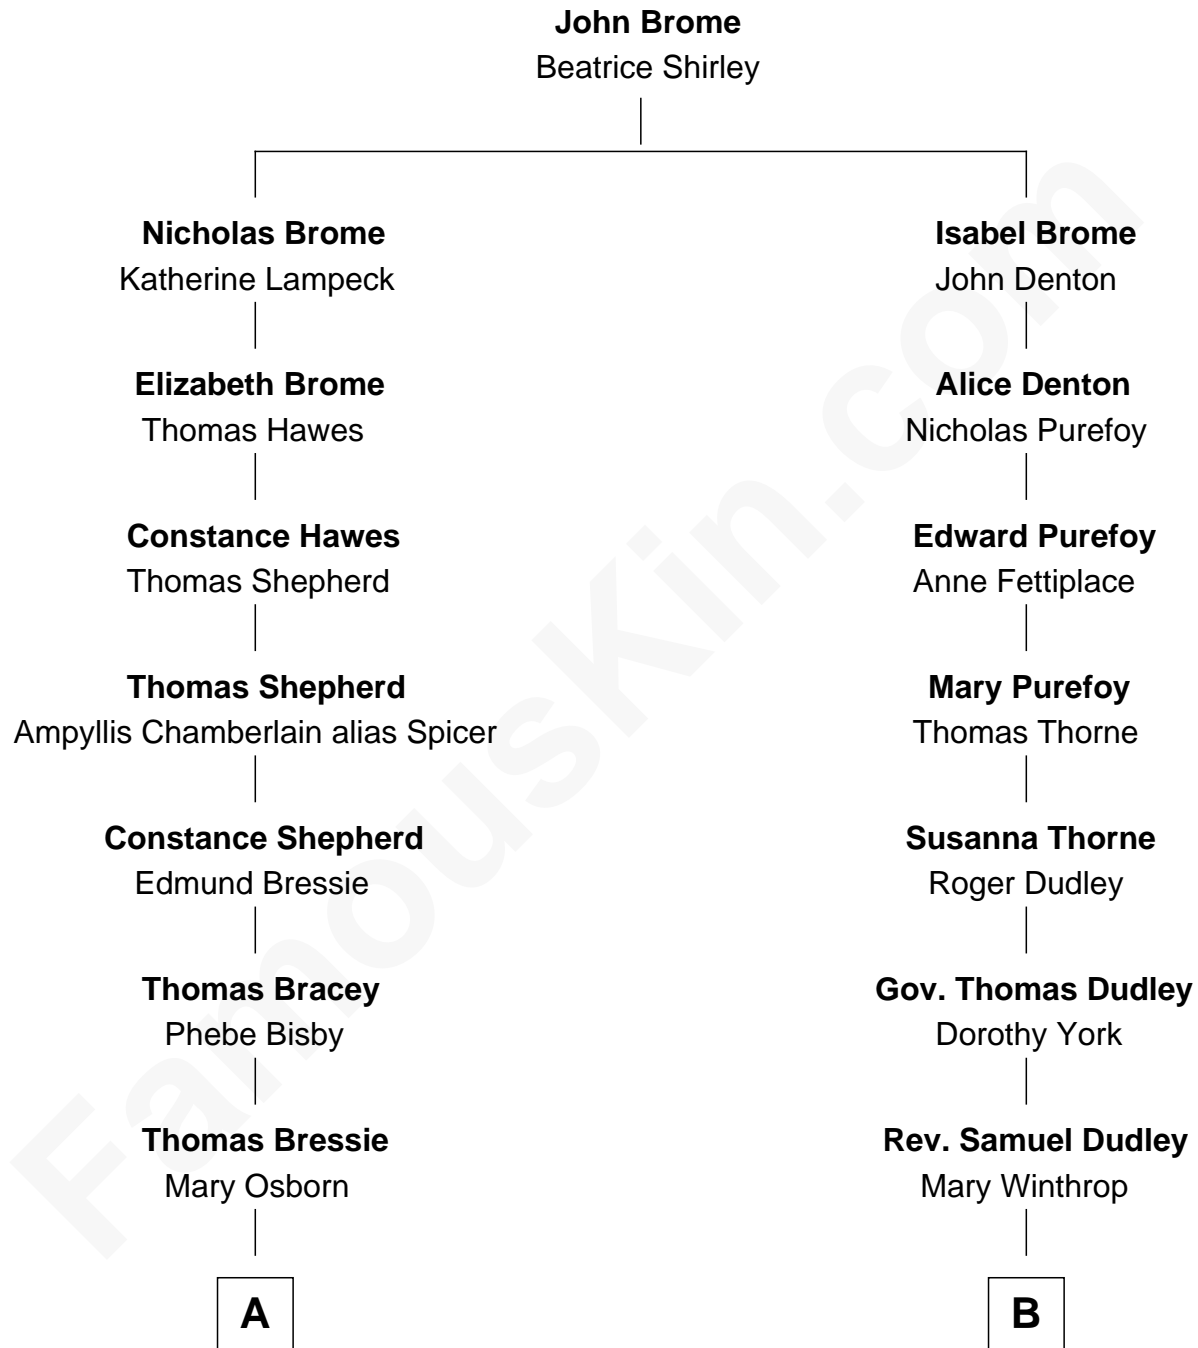 John Brome
Beatrice Shirley
Nicholas Brome
Katherine Lampeck
Elizabeth Brome
Thomas Hawes
Constance Hawes
Thomas Shepherd
Thomas Shepherd
Ampyllis Chamberlain alias Spicer
Constance Shepherd
Edmund Bressie
Thomas Bracey
Phebe Bisby
Thomas Bressie
Mary Osborn
A
Isabel Brome
John Denton
Alice Denton
Nicholas Purefoy
Edward Purefoy
Anne Fettiplace
Mary Purefoy
Thomas Thorne
Susanna Thorne
Roger Dudley
Gov. Thomas Dudley
Dorothy York
Rev. Samuel Dudley
Mary Winthrop
B
FamousKin.com